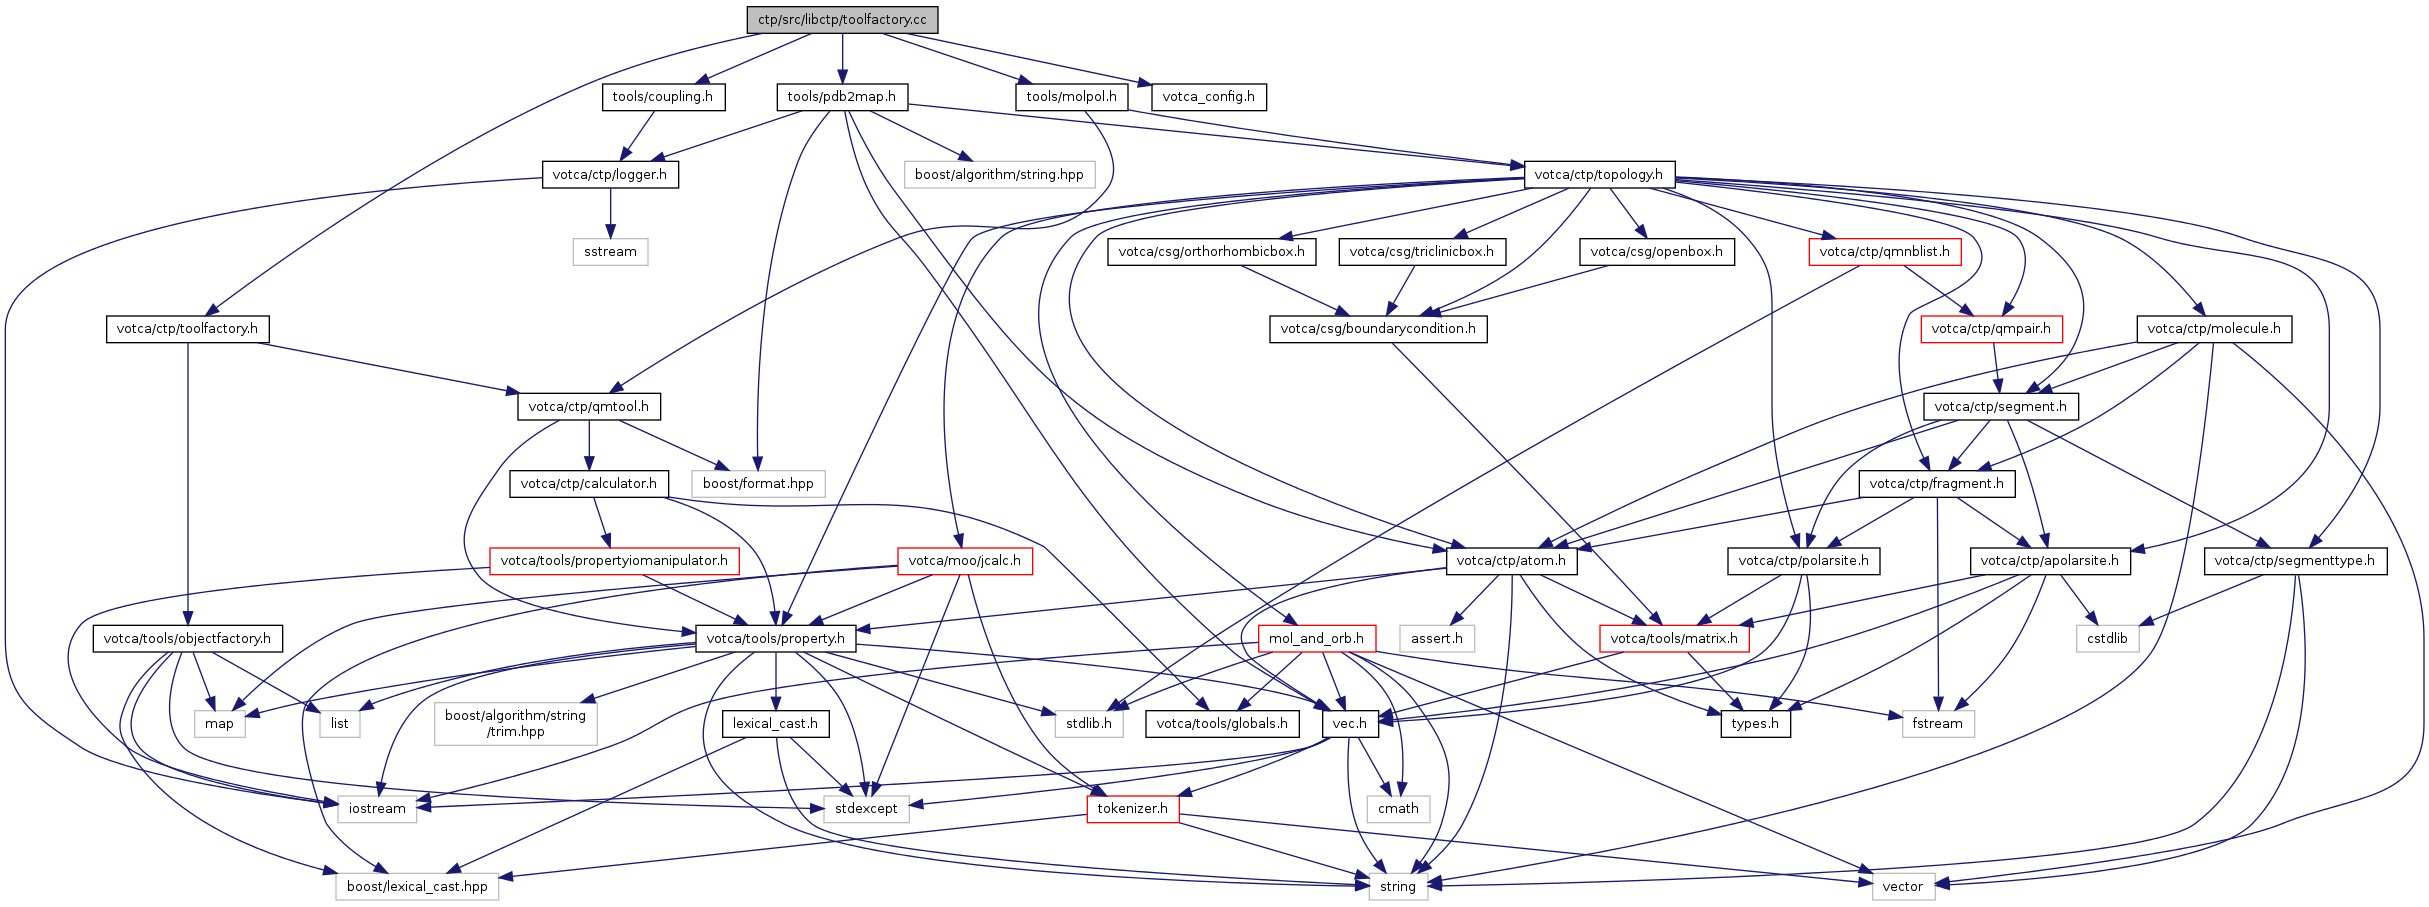 ctp/src/libctp/toolfactory.cc
tools/coupling.h
tools/pdb2map.h
tools/molpol.h
votca_config.h
votca/ctp/logger.h
boost/algorithm/string.hpp
votca/ctp/topology.h
sstream
votca/csg/orthorhombicbox.h
votca/csg/triclinicbox.h
votca/csg/openbox.h
votca/ctp/qmnblist.h
votca/ctp/toolfactory.h
votca/csg/boundarycondition.h
votca/ctp/qmpair.h
votca/ctp/molecule.h
votca/ctp/qmtool.h
votca/ctp/segment.h
votca/ctp/calculator.h
boost/format.hpp
votca/ctp/fragment.h
votca/tools/propertyiomanipulator.h
votca/moo/jcalc.h
votca/ctp/atom.h
votca/ctp/polarsite.h
votca/ctp/apolarsite.h
votca/ctp/segmenttype.h
votca/tools/objectfactory.h
votca/tools/property.h
mol_and_orb.h
assert.h
votca/tools/matrix.h
cstdlib
map
list
boost/algorithm/string
/trim.hpp
lexical_cast.h
stdlib.h
votca/tools/globals.h
vec.h
types.h
fstream
iostream
stdexcept
tokenizer.h
cmath
boost/lexical_cast.hpp
string
vector